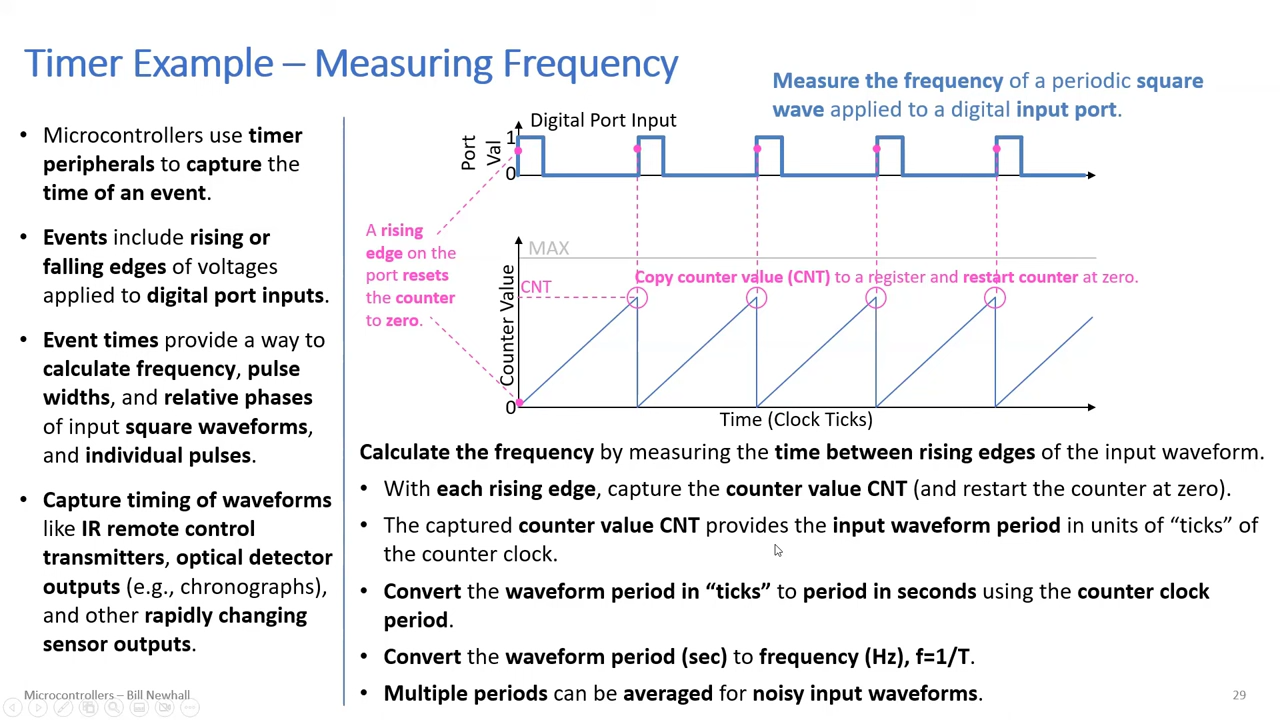 Timer Example – Measuring Frequency
Measure the frequency of a periodic square
wave applied to a digital input port.
• Microcontrollers use timer
peripherals to capture the
time of an event.
• Events include rising or
falling edges of voltages
applied to digital port inputs.
• Event times provide a way to
calculate frequency, pulse
widths, and relative phases
of input square waveforms,
and individual pulses.
• Capture timing of waveforms
like IR remote control
transmitters, optical detector
outputs (e.g., chronographs),
and other rapidly changing
sensor outputs.
Digital Port Input
Port
Val
1
0
A rising
edge on the
port resets
the counter
to zero.
MAX
Copy counter value (CNT) to a register and restart counter at zero.
CNT
Counter Value
0
Time (Clock Ticks)
Calculate the frequency by measuring the time between rising edges of the input waveform.
• With each rising edge, capture the counter value CNT (and restart the counter at zero).
• The captured counter value CNT provides the input waveform period in units of “ticks” of
the counter clock.
• Convert the waveform period in “ticks” to period in seconds using the counter clock
period.
• Convert the waveform period (sec) to frequency (Hz), f=1/T.
• Multiple periods can be averaged for noisy input waveforms.
Microcontrollers – Bill Newhall
29